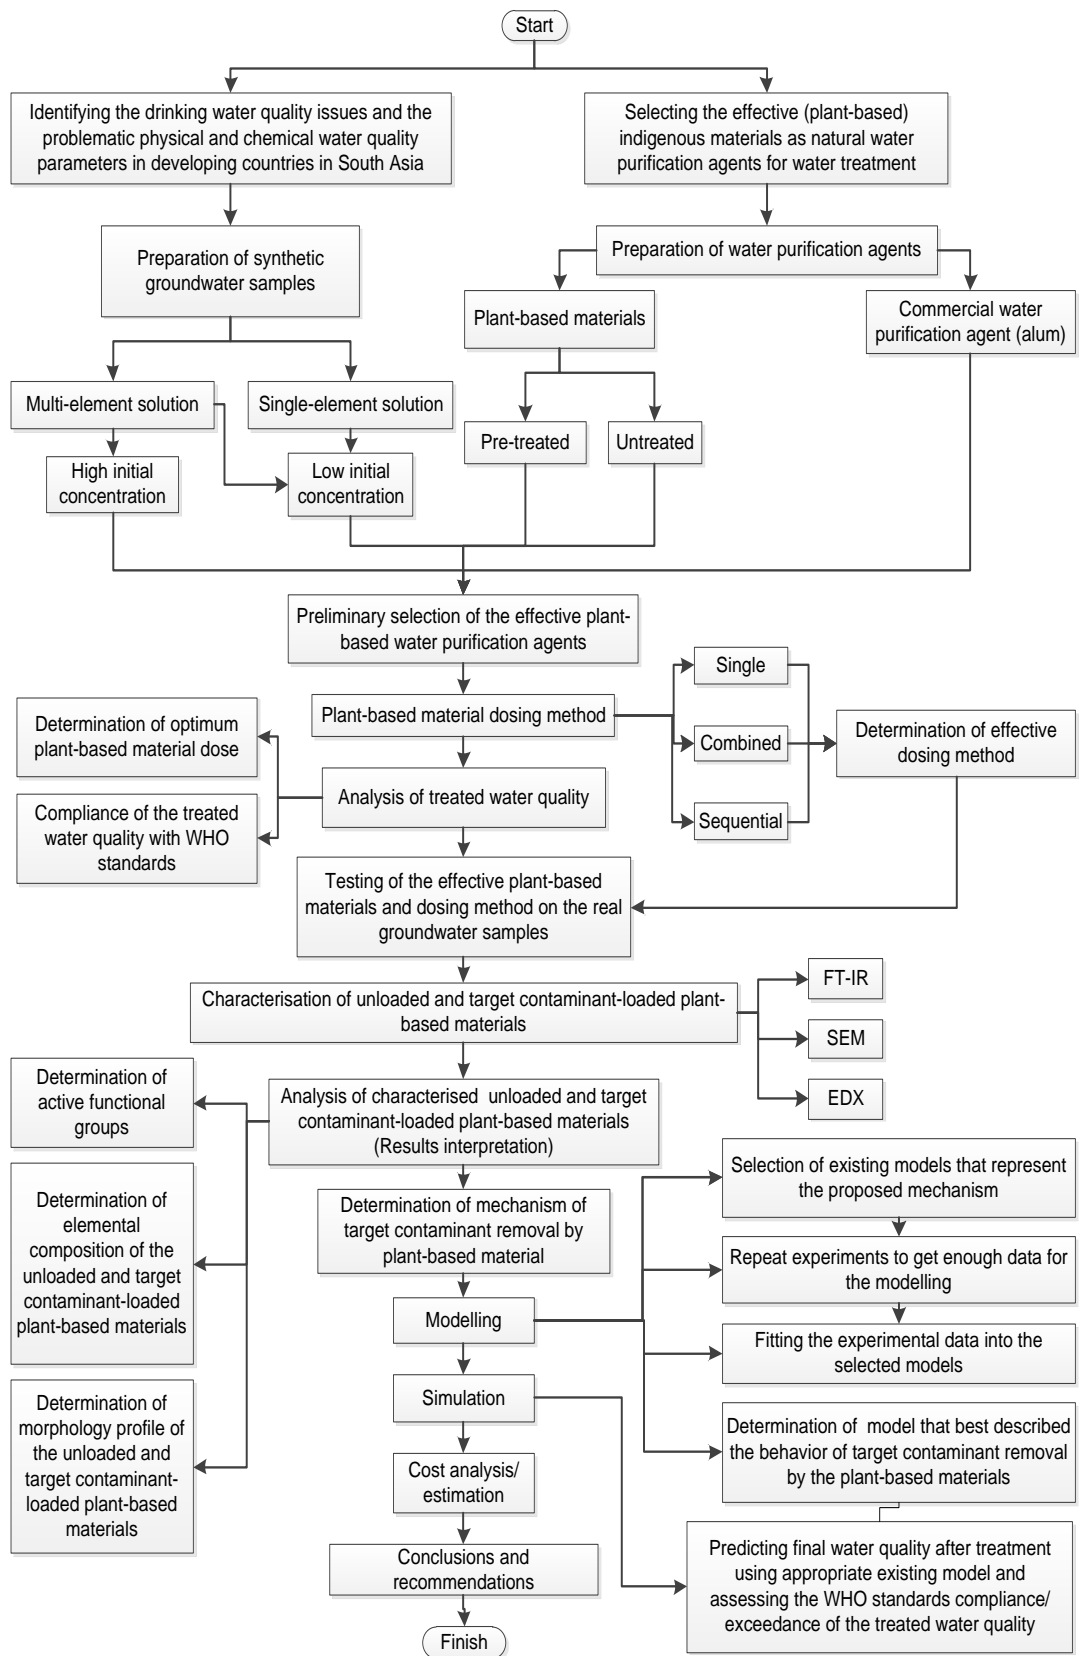 Start
Identifying the drinking water quality issues and the
problematic physical and chemical water quality
parameters in developing countries in South Asia
Selecting the effective (plant-based)
indigenous materials as natural water
purification agents for water treatment
Preparation of synthetic
groundwater samples
Preparation of water purification agents
Plant-based materials
Commercial water
purification agent (alum)
Multi-element solution
Single-element solution
Pre-treated
Untreated
High initial
concentration
Low initial
concentration
Preliminary selection of the effective plant-
based water purification agents
Plant-based material dosing method
Single
Combined
Sequential
Determination of effective
dosing method
Determination of optimum
plant-based material dose
Analysis of treated water quality
Compliance of the treated
water quality with WHO
standards
Testing of the effective plant-based
materials and dosing method on the real
groundwater samples
Characterisation of unloaded and target contaminant-loaded plant-
based materials
FT-IR
SEM
EDX
Determination of
active functional
groups
Analysis of characterised unloaded and target
contaminant-loaded plant-based materials
(Results interpretation)
Determination of
elemental
composition of the
unloaded and target
contaminant-loaded
plant-based materials
Determination of
morphology profile of
the unloaded and
target contaminant-
loaded plant-based
materials
Determination of mechanism of
target contaminant removal by
plant-based material
Modelling
Selection of existing models that represent
the proposed mechanism
Repeat experiments to get enough data for
the modelling
Fitting the experimental data into the
selected models
Determination of model that best described
the behavior of target contaminant removal
by the plant-based materials
Simulation
Predicting final water quality after treatment
using appropriate existing model and
assessing the WHO standards compliance/
exceedance of the treated water quality
Cost analysis/
estimation
Conclusions and
recommendations
Finish